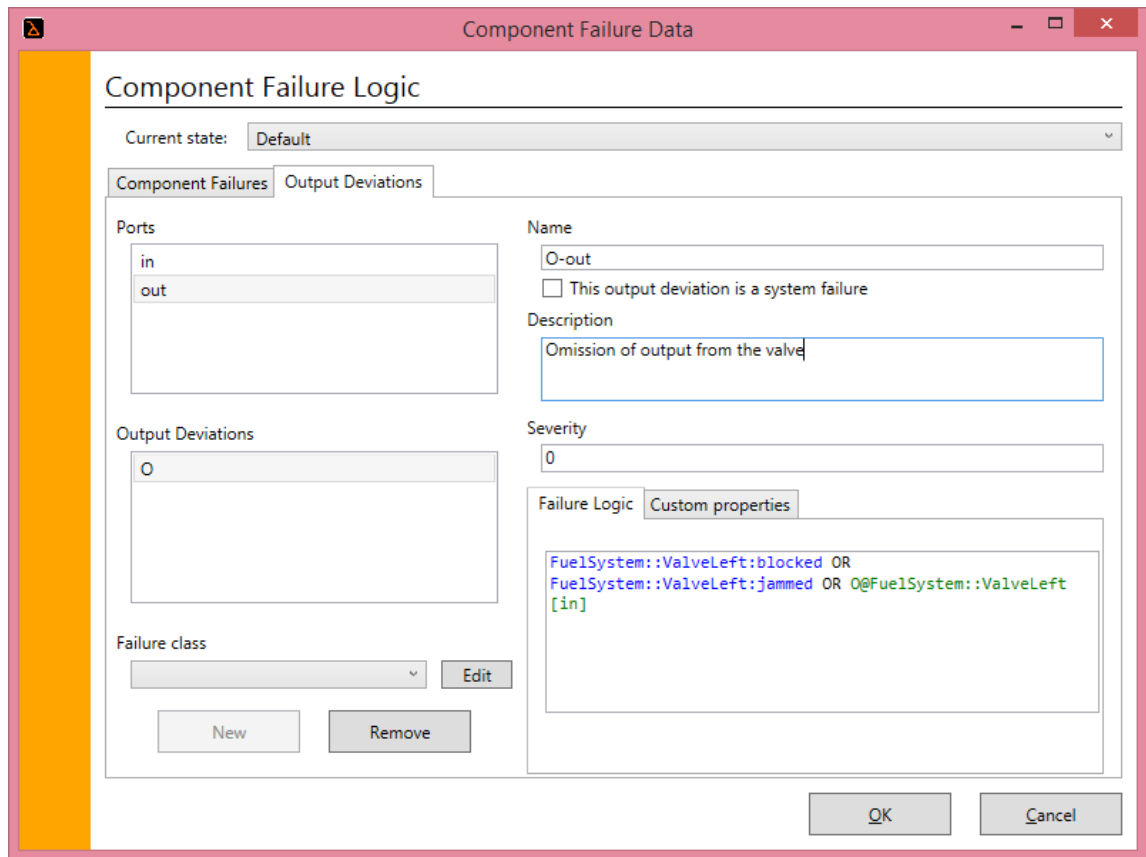 Component Failure Data
Component Failure Logic
Current state: Default
Component Failures Output Deviations
Ports
in
out
Output Deviations
O
Failure class
Edit
New Remove
Name
O-out
This output deviation is a system failure
Description
Omission of output from the valve
Severity
0
Failure Logic Custom properties
FuelSystem::ValveLeft:blocked OR
FuelSystem::ValveLeft:jammed OR O@FuelSystem::ValveLeft
[in]
OK Cancel